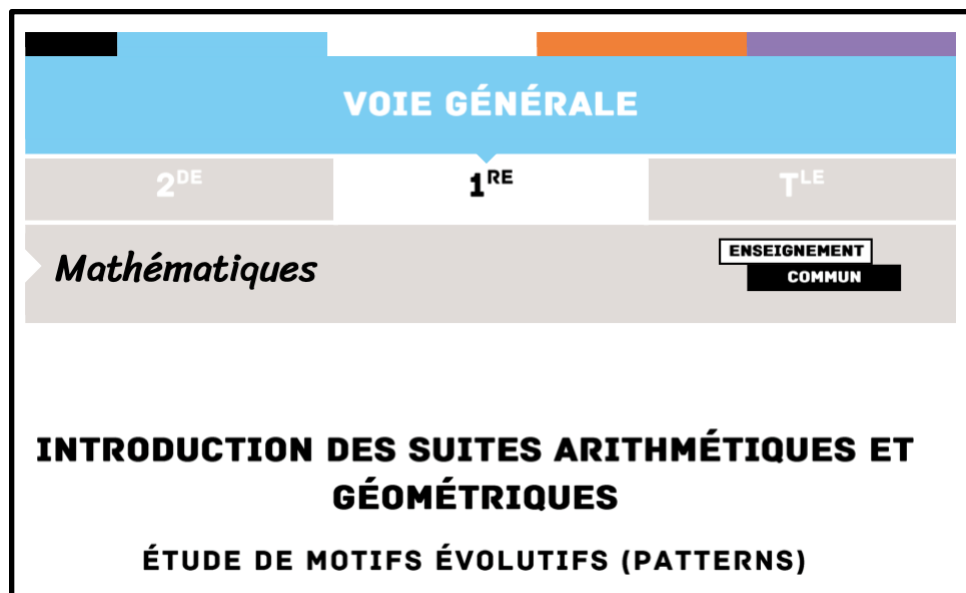 VOIE GÉNÉRALE
2DE
1RE
TLE
Mathématiques
ENSEIGNEMENT
COMMUN
INTRODUCTION DES SUITES ARITHMÉTIQUES ET
GÉOMÉTRIQUES
ÉTUDE DE MOTIFS ÉVOLUTIFS (PATTERNS)